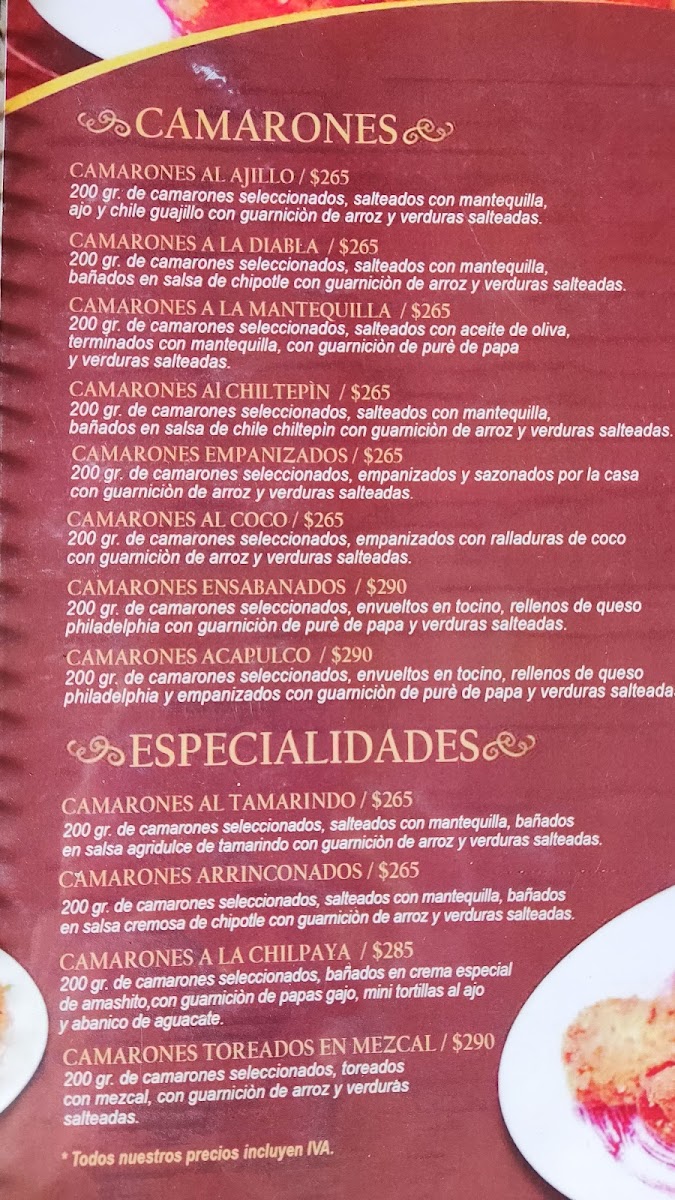 CAMARONES
CAMARONES AL AJILLO / $265
200 gr. de camarones seleccionados, salteados con mantequilla,
ajo y chile guajillo con guarniciòn de arroz y verduras salteadas.
CAMARONES A LA DIABLA / $265
200 gr. de camarones seleccionados, salteados con mantequilla,
bañados en salsa de chipotle con guarniciòn de arroz y verduras salteadas.
CAMARONES A LA MANTEQUILLA / $265
200 gr. de camarones seleccionados, salteados con aceite de oliva,
terminados con mantequilla, con guarniciòn de purè de papa
y verduras salteadas.
CAMARONES Al CHILTEPÌN / $265
200 gr. de camarones seleccionados, salteados con mantequilla,
bañados en salsa de chile chiltepìn con guarniciòn de arroz y verduras salteadas.
CAMARONES EMPANIZADOS / $265
200 gr. de camarones seleccionados, empanizados y sazonados por la casa
con guarniciòn de arroz y verduras salteadas.
CAMARONES AL COCO / $265
200 gr. de camarones seleccionados, empanizados con ralladuras de coco
con guarniciòn de arroz y verduras salteadas.
CAMARONES ENSABANADOS / $290
200 gr. de camarones seleccionados, envueltos en tocino, rellenos de queso
philadelphia con guarniciòn de purè de papa y verduras salteadas.
CAMARONES ACAPULCO / $290
200 gr. de camarones seleccionados, envueltos en tocino, rellenos de queso
philadelphia y empanizados con guarniciòn de purè de papa y verduras salteada
ESPECIALIDADES
CAMARONES AL TAMARINDO / $265
200 gr. de camarones seleccionados, salteados con mantequilla, bañados
en salsa agridulce de tamarindo con guarniciòn de arroz y verduras salteadas.
CAMARONES ARRINCONADOS / $265
200 gr. de camarones seleccionados, salteados con mantequilla, bañados
en salsa cremosa de chipotle con guarniciòn de arroz y verduras salteadas.
CAMARONES A LA CHILPAYA / $285
200 gr. de camarones seleccionados, bañados en crema especial
de amashito,con guarniciòn de papas gajo, mini tortillas al ajo
y abanico de aguacate.
CAMARONES TOREADOS EN MEZCAL / $290
200 gr. de camarones seleccionados, toreados
con mezcal, con guarniciòn de arroz y verduras
salteadas.
* Todos nuestros precios incluyen IVA.